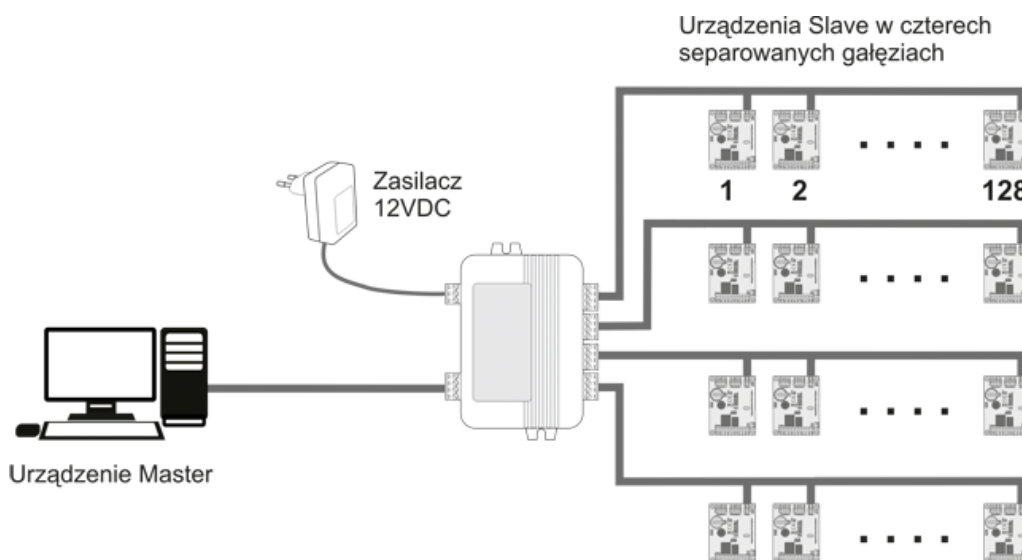 Urządzenia Slave w czterech
separowanych gałęziach
1 2 128
Zasilacz
12VDC
Urządzenie Master